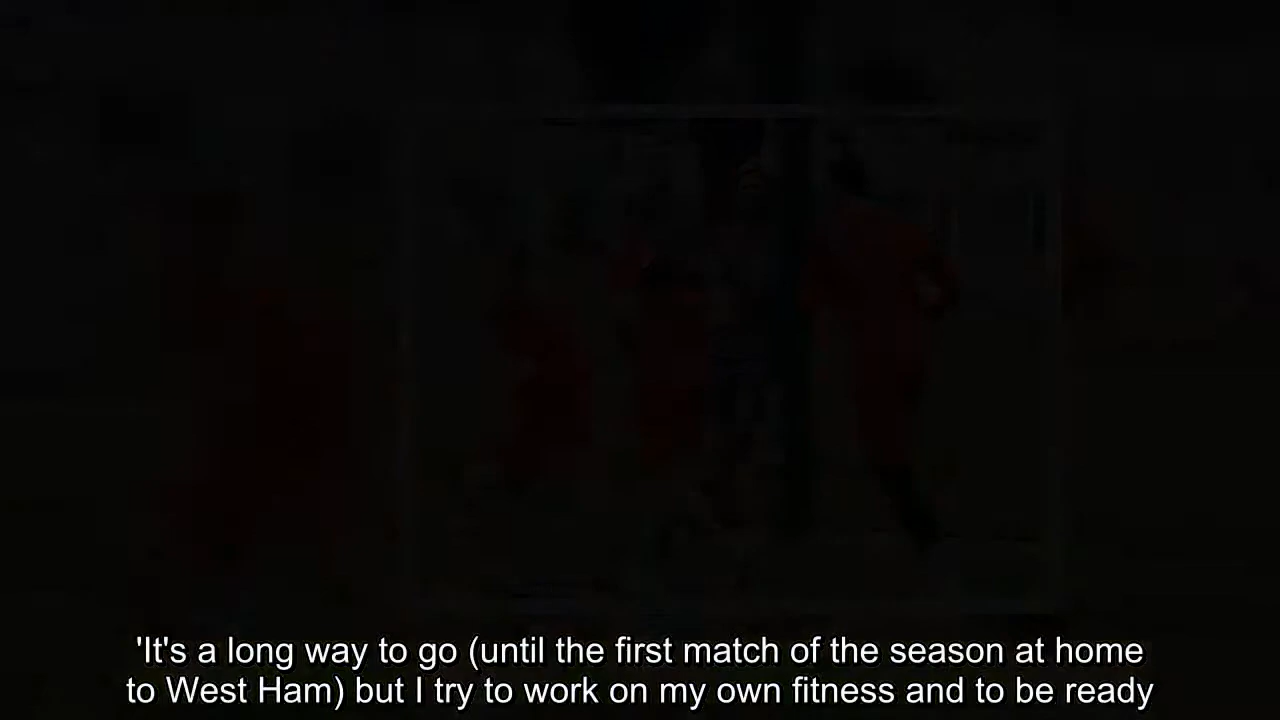 'It's a long way to go (until the first match of the season at home
to West Ham) but I try to work on my own fitness and to be ready